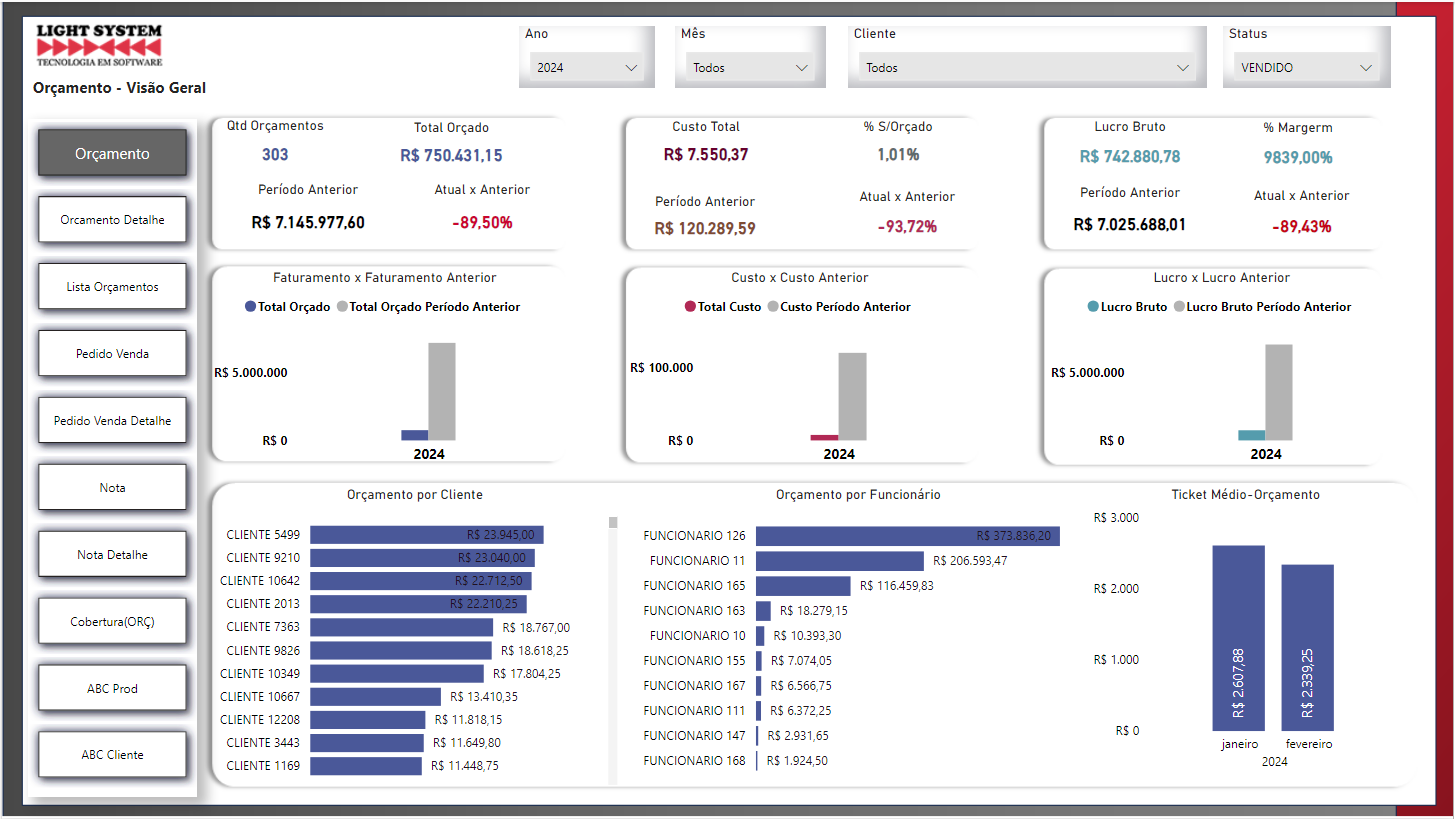 LIGHT SYSTEM
TECNOLOGIA EM SOFTWARE
Orçamento - Visão Geral
Ano
2024
Mês
Todos
Cliente
Todos
Status
VENDIDO
Orçamento
Orcamento Detalhe
Lista Orçamentos
Pedido Venda
Pedido Venda Detalhe
Nota
Nota Detalhe
Cobertura(ORÇ)
ABC Prod
ABC Cliente
Qtd Orçamentos
303
Total Orçado
R$ 750.431,15
Período Anterior
R$ 7.145.977,60
Atual x Anterior
-89,50%
Custo Total
R$ 7.550,37
% S/Orçado
1,01%
Período Anterior
R$ 120.289,59
Atual x Anterior
-93,72%
Lucro Bruto
R$ 742.880,78
% Margerm
9839,00%
Período Anterior
R$ 7.025.688,01
Atual x Anterior
-89,43%
Faturamento x Faturamento Anterior
Total Orçado Total Orçado Período Anterior
R$ 5.000.000
R$ 0
2024
Custo x Custo Anterior
Total Custo Custo Período Anterior
R$ 100.000
R$ 0
2024
Lucro x Lucro Anterior
Lucro Bruto Lucro Bruto Período Anterior
R$ 5.000.000
R$ 0
2024
Orçamento por Cliente
CLIENTE 5499 R$ 23.945,00
CLIENTE 9210 R$ 23.040,00
CLIENTE 10642 R$ 22.712,50
CLIENTE 2013 R$ 22.210,25
CLIENTE 7363 R$ 18.767,00
CLIENTE 9826 R$ 18.618,25
CLIENTE 10349 R$ 17.804,25
CLIENTE 10667 R$ 13.410,35
CLIENTE 12208 R$ 11.818,15
CLIENTE 3443 R$ 11.649,80
CLIENTE 1169 R$ 11.448,75
Orçamento por Funcionário
FUNCIONARIO 126 R$ 373.836,20
FUNCIONARIO 11 R$ 206.593,47
FUNCIONARIO 165 R$ 116.459,83
FUNCIONARIO 163 R$ 18.279,15
FUNCIONARIO 10 R$ 10.393,30
FUNCIONARIO 155 R$ 7.074,05
FUNCIONARIO 167 R$ 6.566,75
FUNCIONARIO 111 R$ 6.372,25
FUNCIONARIO 147 R$ 2.931,65
FUNCIONARIO 168 R$ 1.924,50
Ticket Médio-Orçamento
R$ 3.000
R$ 2.000
R$ 1.000
R$ 0
R$ 2.607,88
R$ 2.339,25
janeiro fevereiro
2024